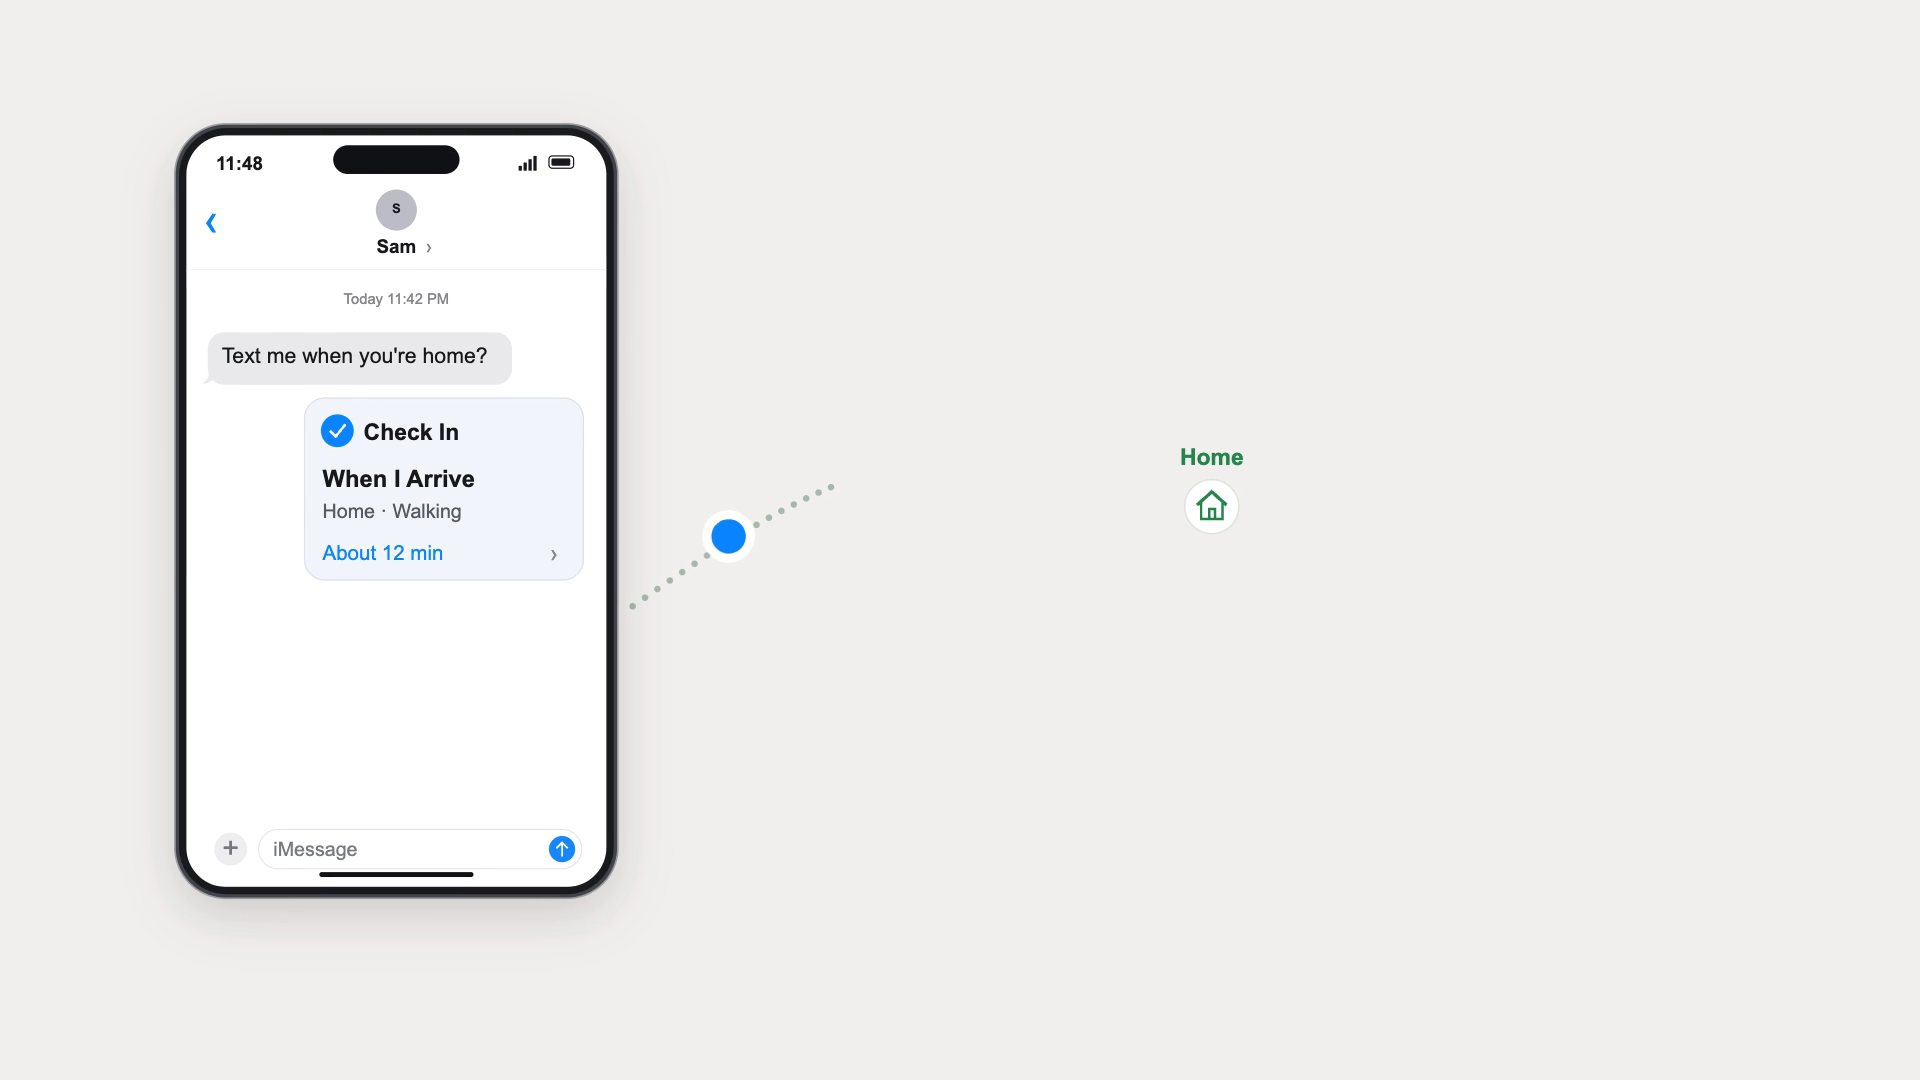 11:48
S
Sam ›
Today 11:42 PM
Text me when you're home?
Check In
When I Arrive
Home · Walking
About 12 min ›
iMessage
Home